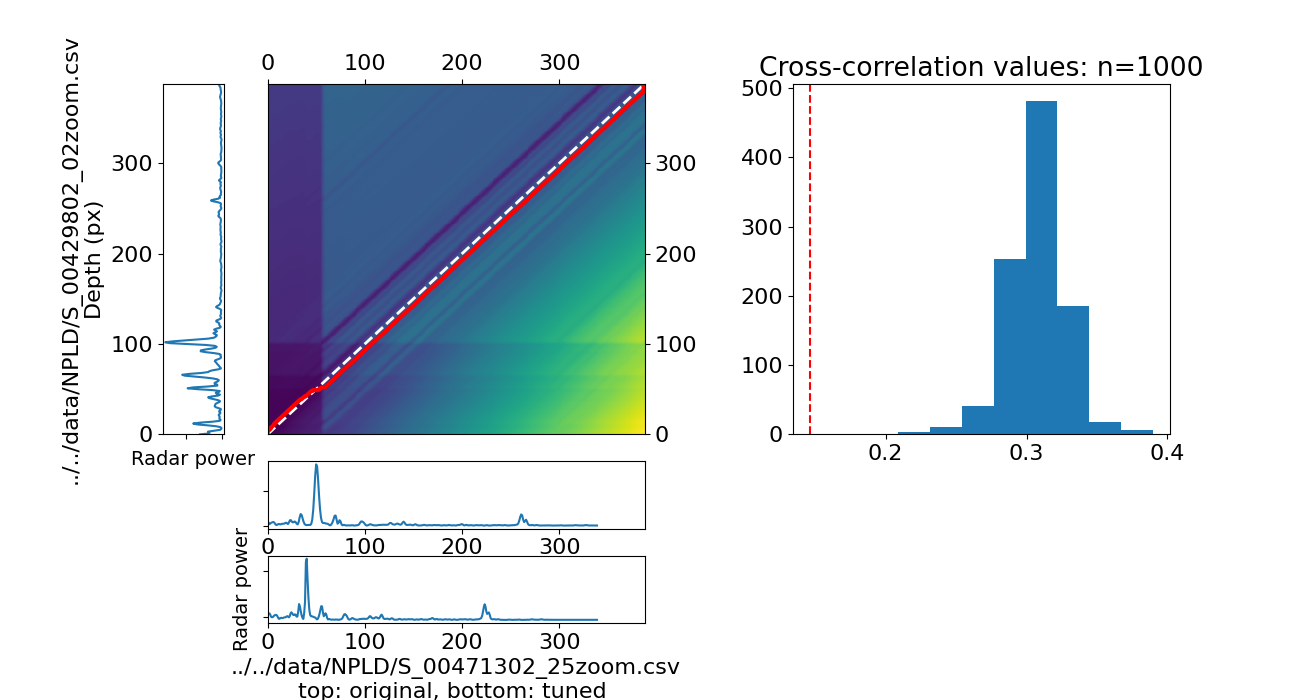 Cross-correlation values: n=1000
0 100 200 300
../../data/NPLD/S_00429802_02zoom.csv
Depth (px)
300
200
100
0
Radar power
300
200
100
0
500
400
300
200
100
0
0.2 0.3 0.4
0 100 200 300
Radar power
0 100 200 300
../../data/NPLD/S_00471302_25zoom.csv
top: original, bottom: tuned